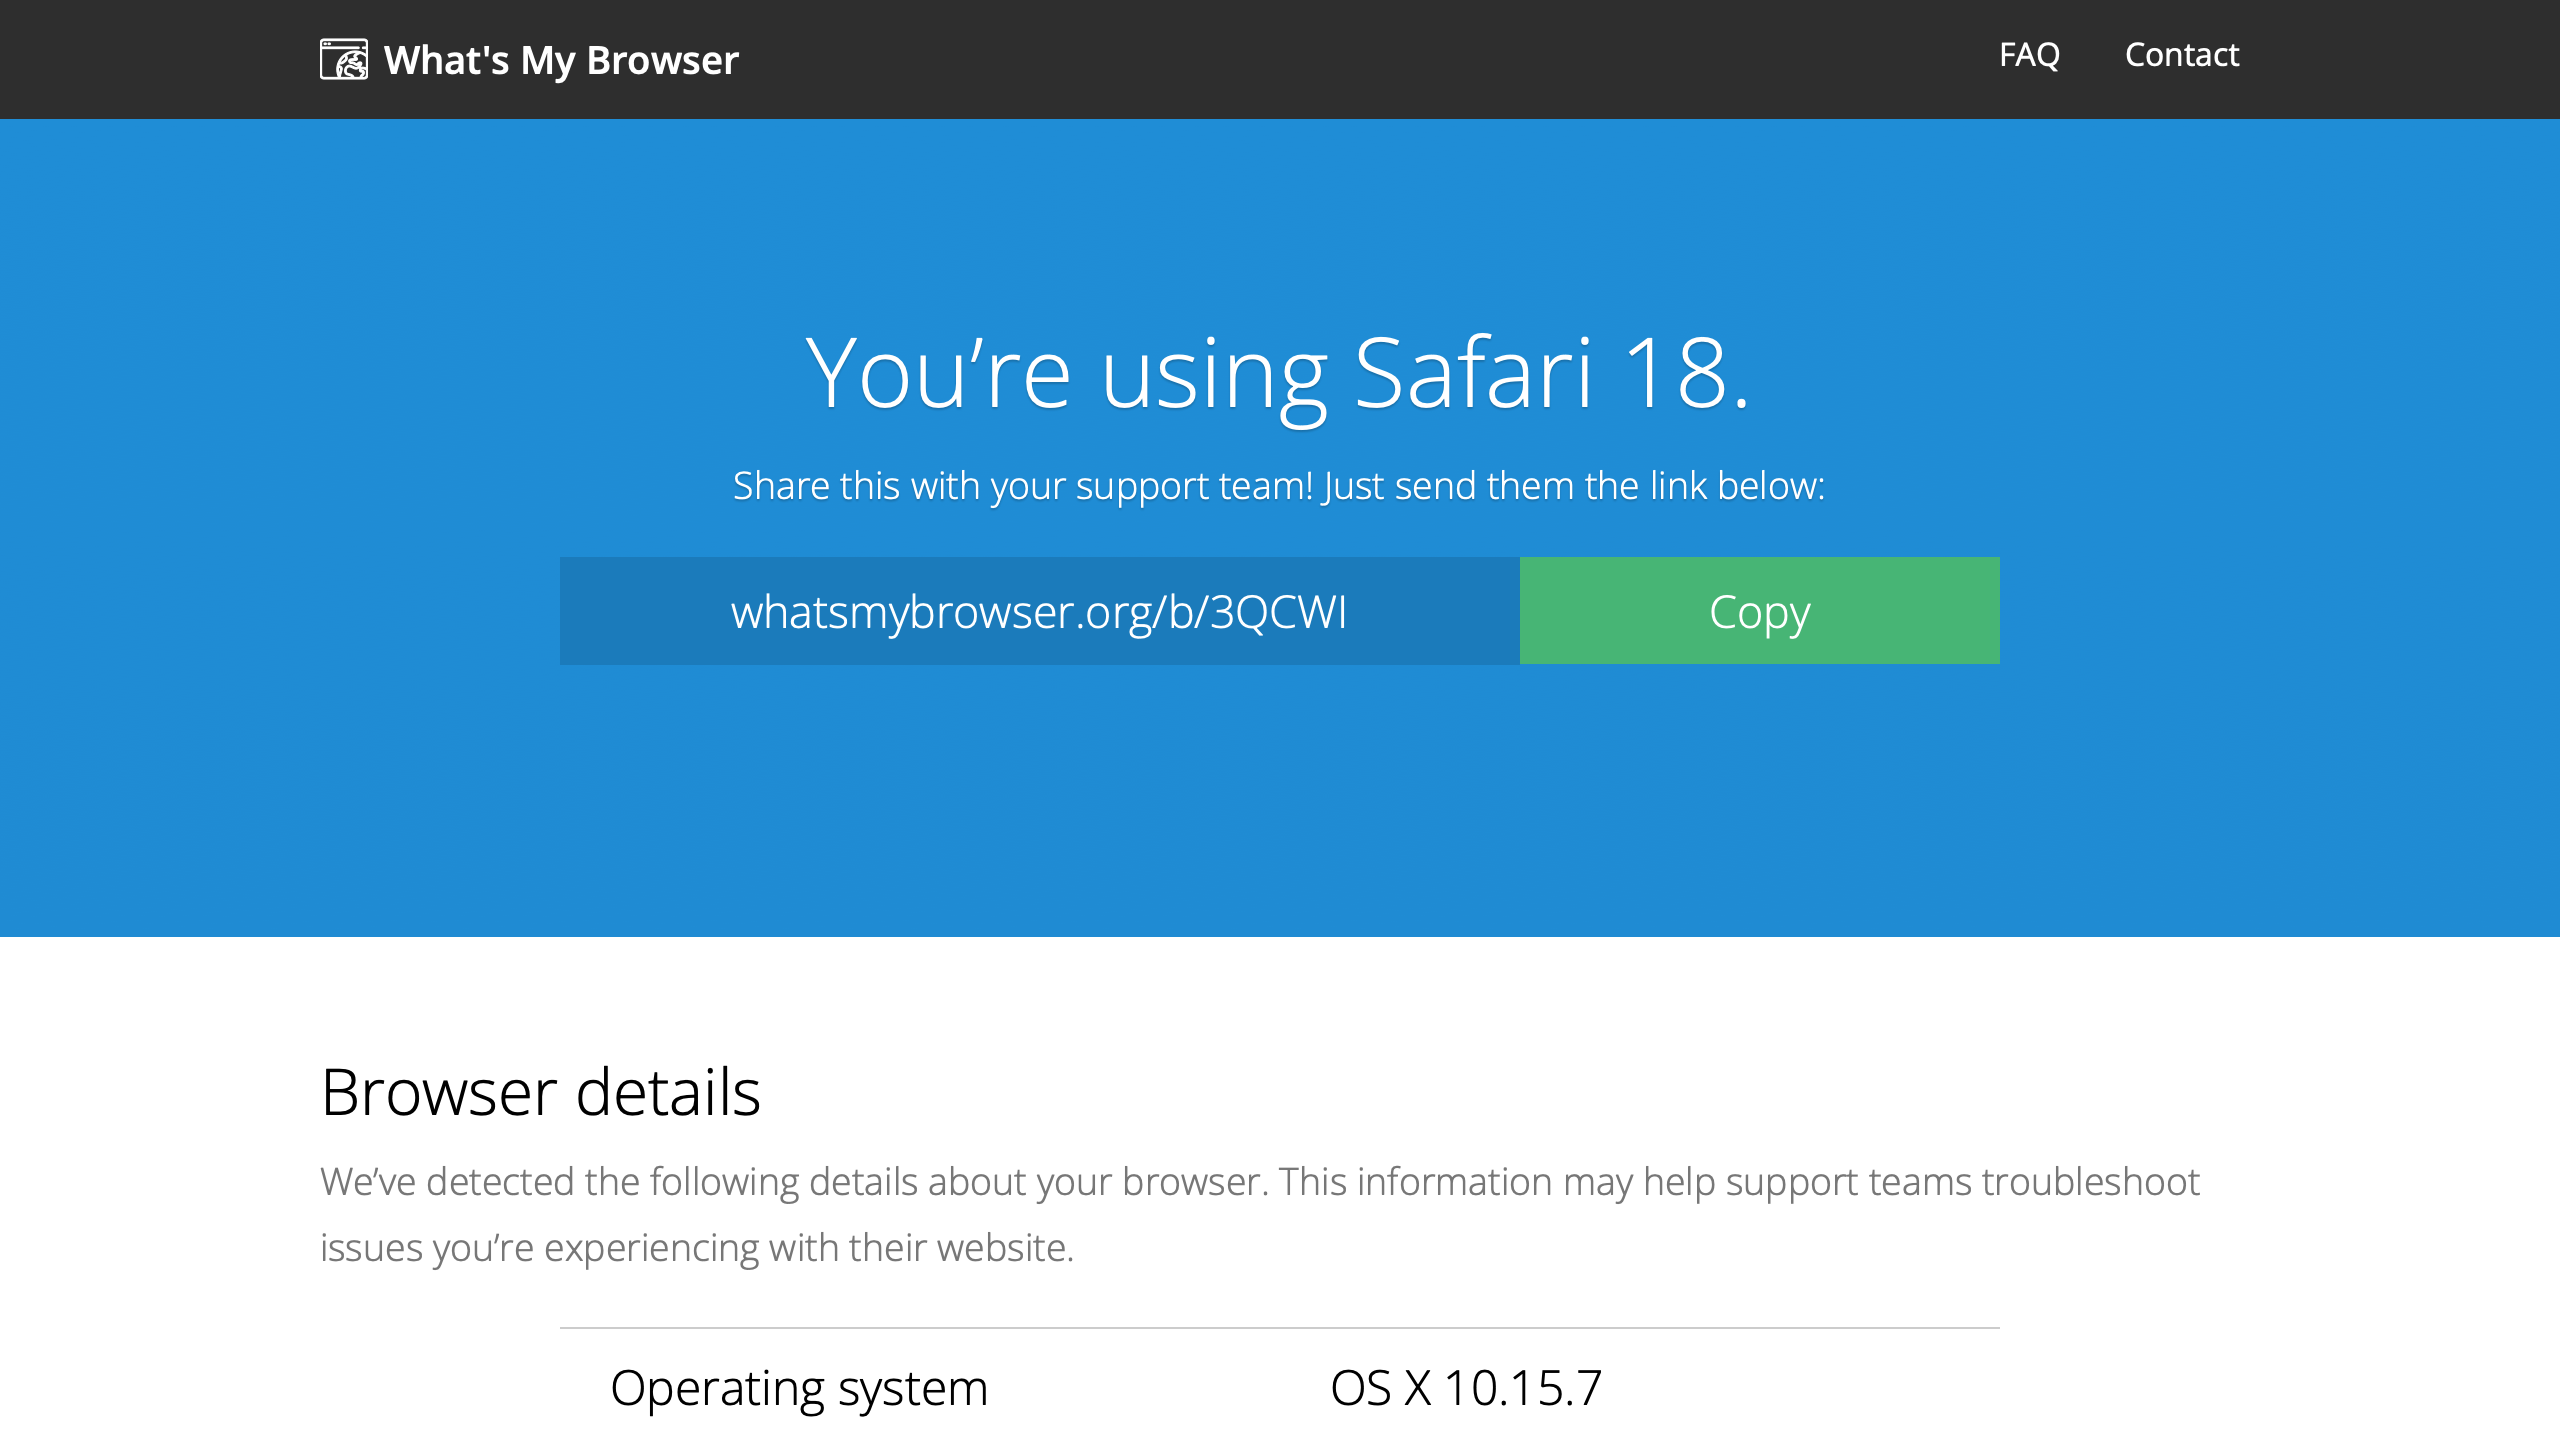 What's My Browser
FAQ
Contact
You’re using Safari 18.
Share this with your support team! Just send them the link below:
whatsmybrowser.org/b/3QCWI
Copy
Browser details
We’ve detected the following details about your browser. This information may help support teams troubleshoot
issues you’re experiencing with their website.
Operating system
OS X 10.15.7